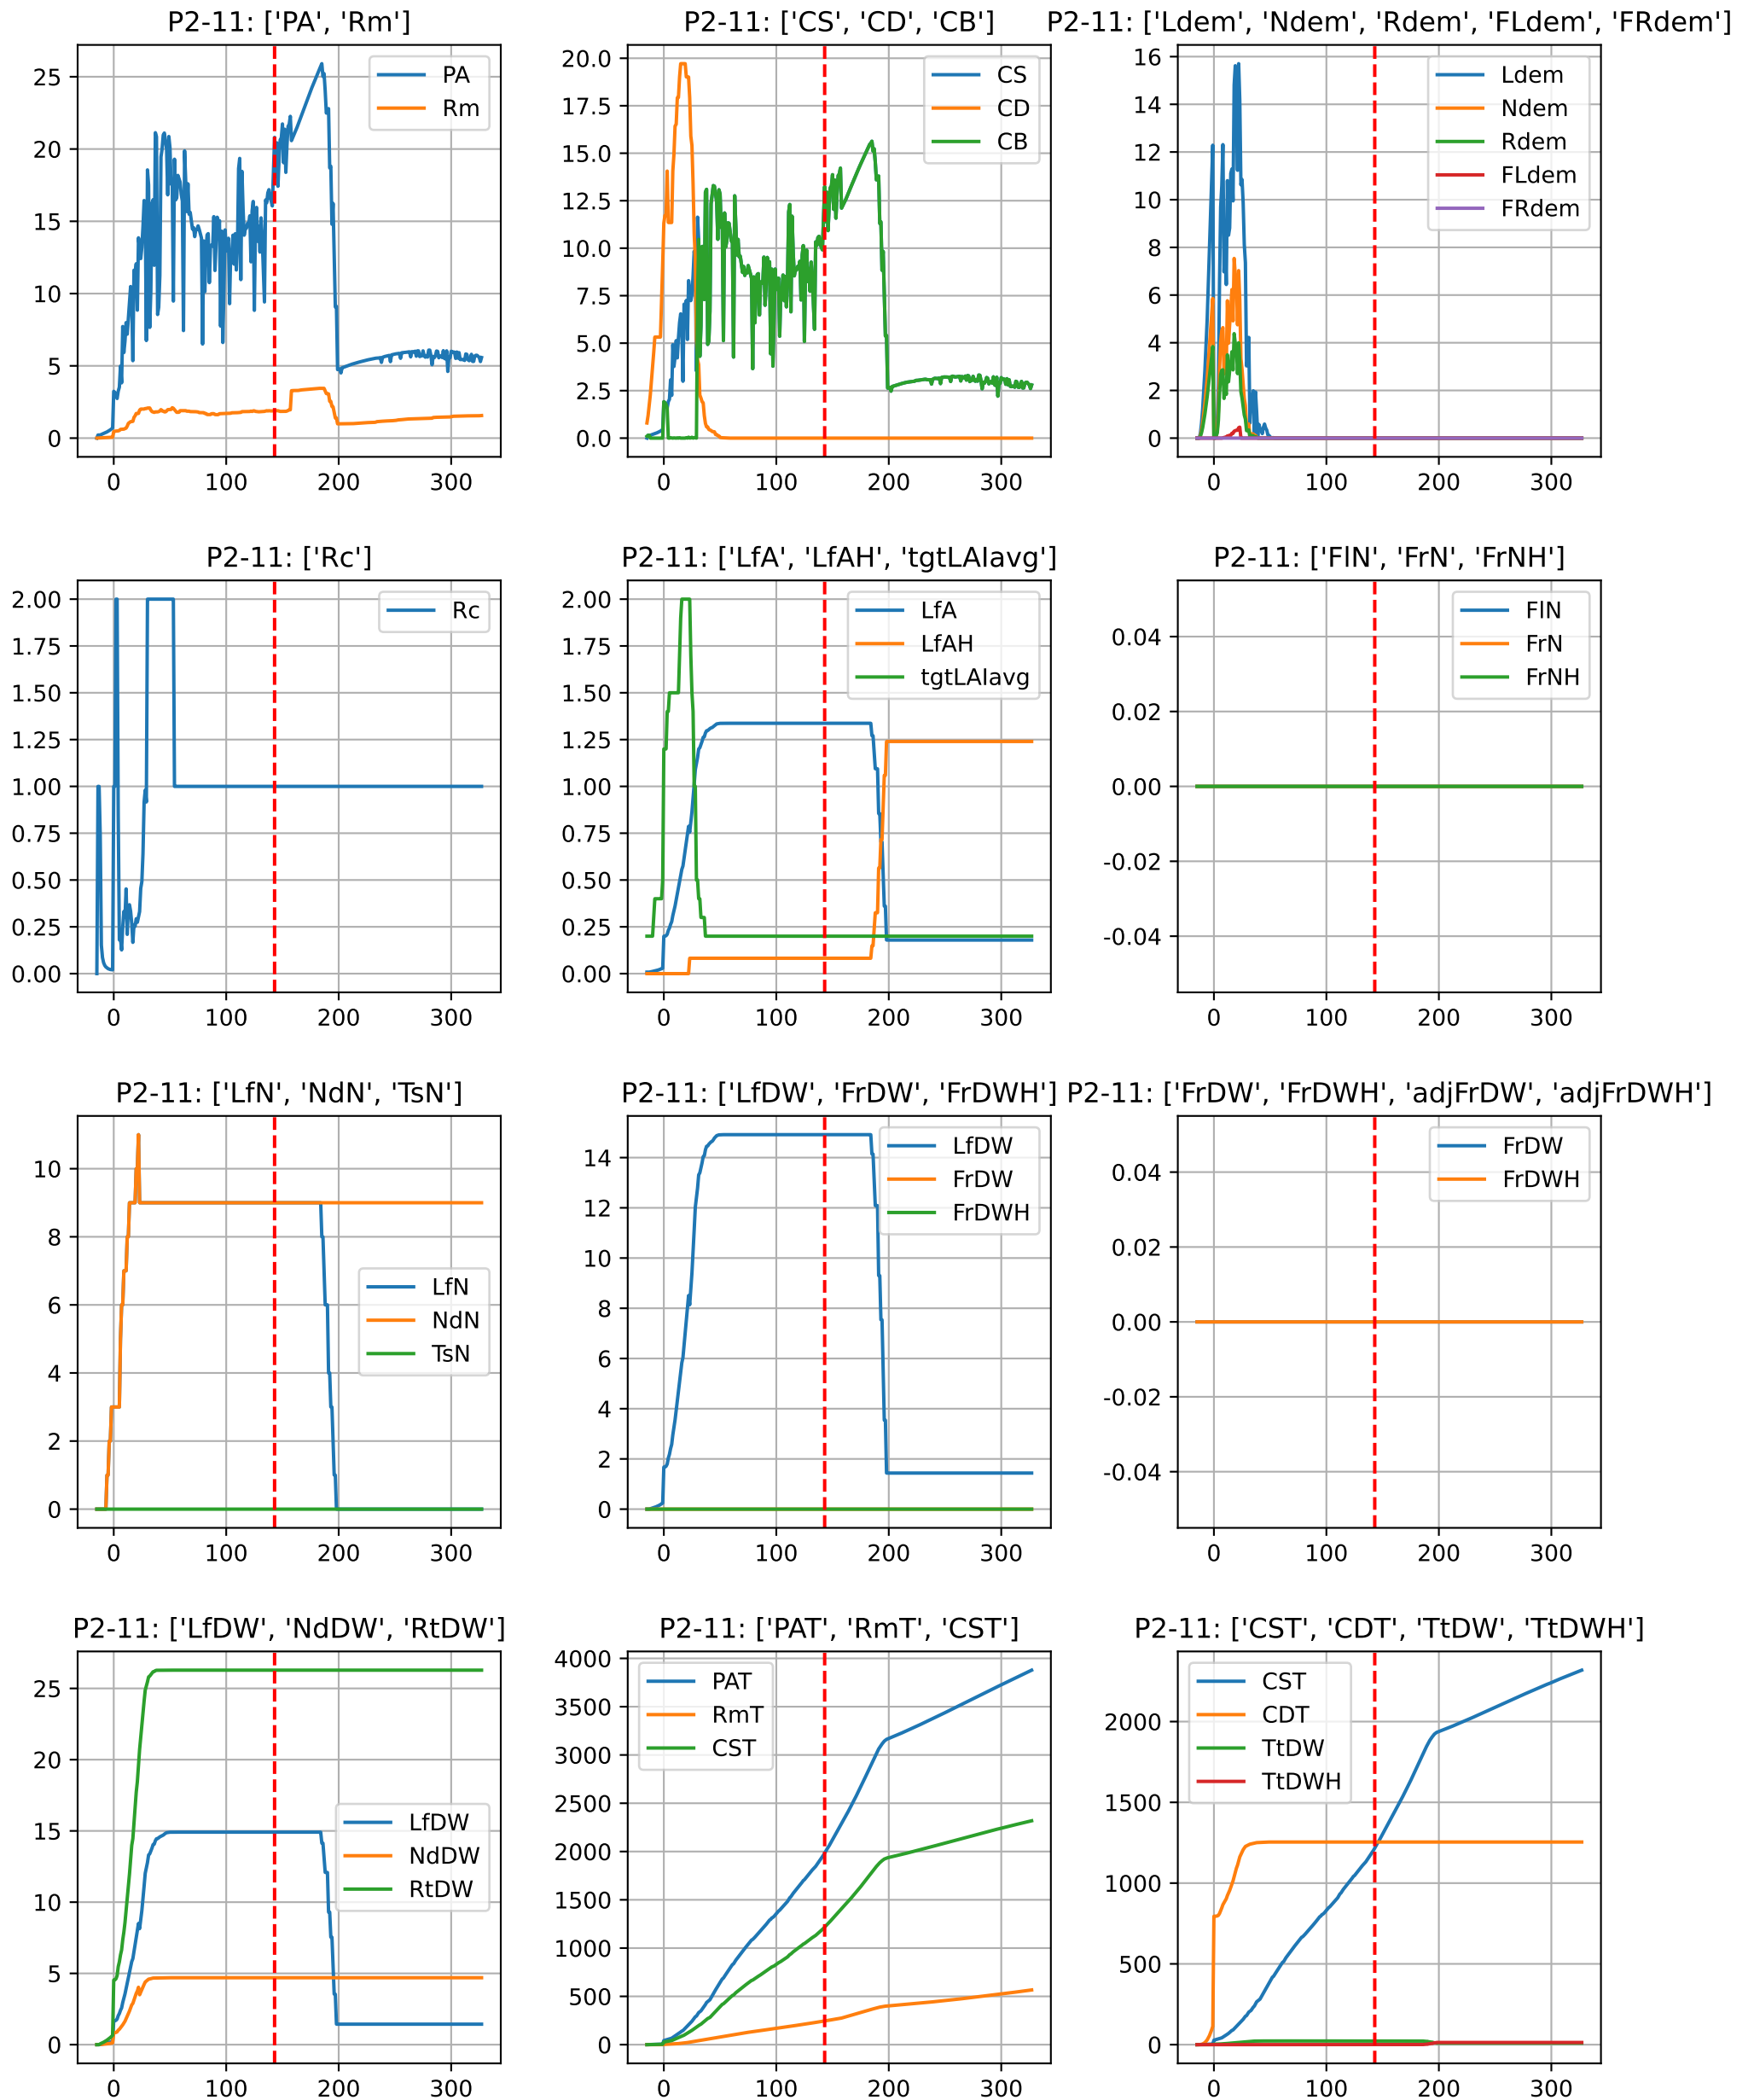 P2-11: ['PA', 'Rm']
25
20
15
10
5
0
0 100 200 300
PA
Rm
P2-11: ['CS', 'CD', 'CB']
20.0
17.5
15.0
12.5
10.0
7.5
5.0
2.5
0.0
0 100 200 300
CS
CD
CB
P2-11: ['Ldem', 'Ndem', 'Rdem', 'FLdem', 'FRdem']
16
14
12
10
8
6
4
2
0
0 100 200 300
Ldem
Ndem
Rdem
FLdem
FRdem
P2-11: ['Rc']
2.00
1.75
1.50
1.25
1.00
0.75
0.50
0.25
0.00
0 100 200 300
Rc
P2-11: ['LfA', 'LfAH', 'tgtLAIavg']
2.00
1.75
1.50
1.25
1.00
0.75
0.50
0.25
0.00
0 100 200 300
LfA
LfAH
tgtLAIavg
P2-11: ['FlN', 'FrN', 'FrNH']
0.04
0.02
0.00
-0.02
-0.04
0 100 200 300
FlN
FrN
FrNH
P2-11: ['LfN', 'NdN', 'TsN']
10
8
6
4
2
0
0 100 200 300
LfN
NdN
TsN
P2-11: ['LfDW', 'FrDW', 'FrDWH']
14
12
10
8
6
4
2
0
0 100 200 300
LfDW
FrDW
FrDWH
P2-11: ['FrDW', 'FrDWH', 'adjFrDW', 'adjFrDWH']
0.04
0.02
0.00
-0.02
-0.04
0 100 200 300
FrDW
FrDWH
P2-11: ['LfDW', 'NdDW', 'RtDW']
25
20
15
10
5
0
0 100 200 300
LfDW
NdDW
RtDW
P2-11: ['PAT', 'RmT', 'CST']
4000
3500
3000
2500
2000
1500
1000
500
0
0 100 200 300
PAT
RmT
CST
P2-11: ['CST', 'CDT', 'TtDW', 'TtDWH']
2000
1500
1000
500
0
0 100 200 300
CST
CDT
TtDW
TtDWH